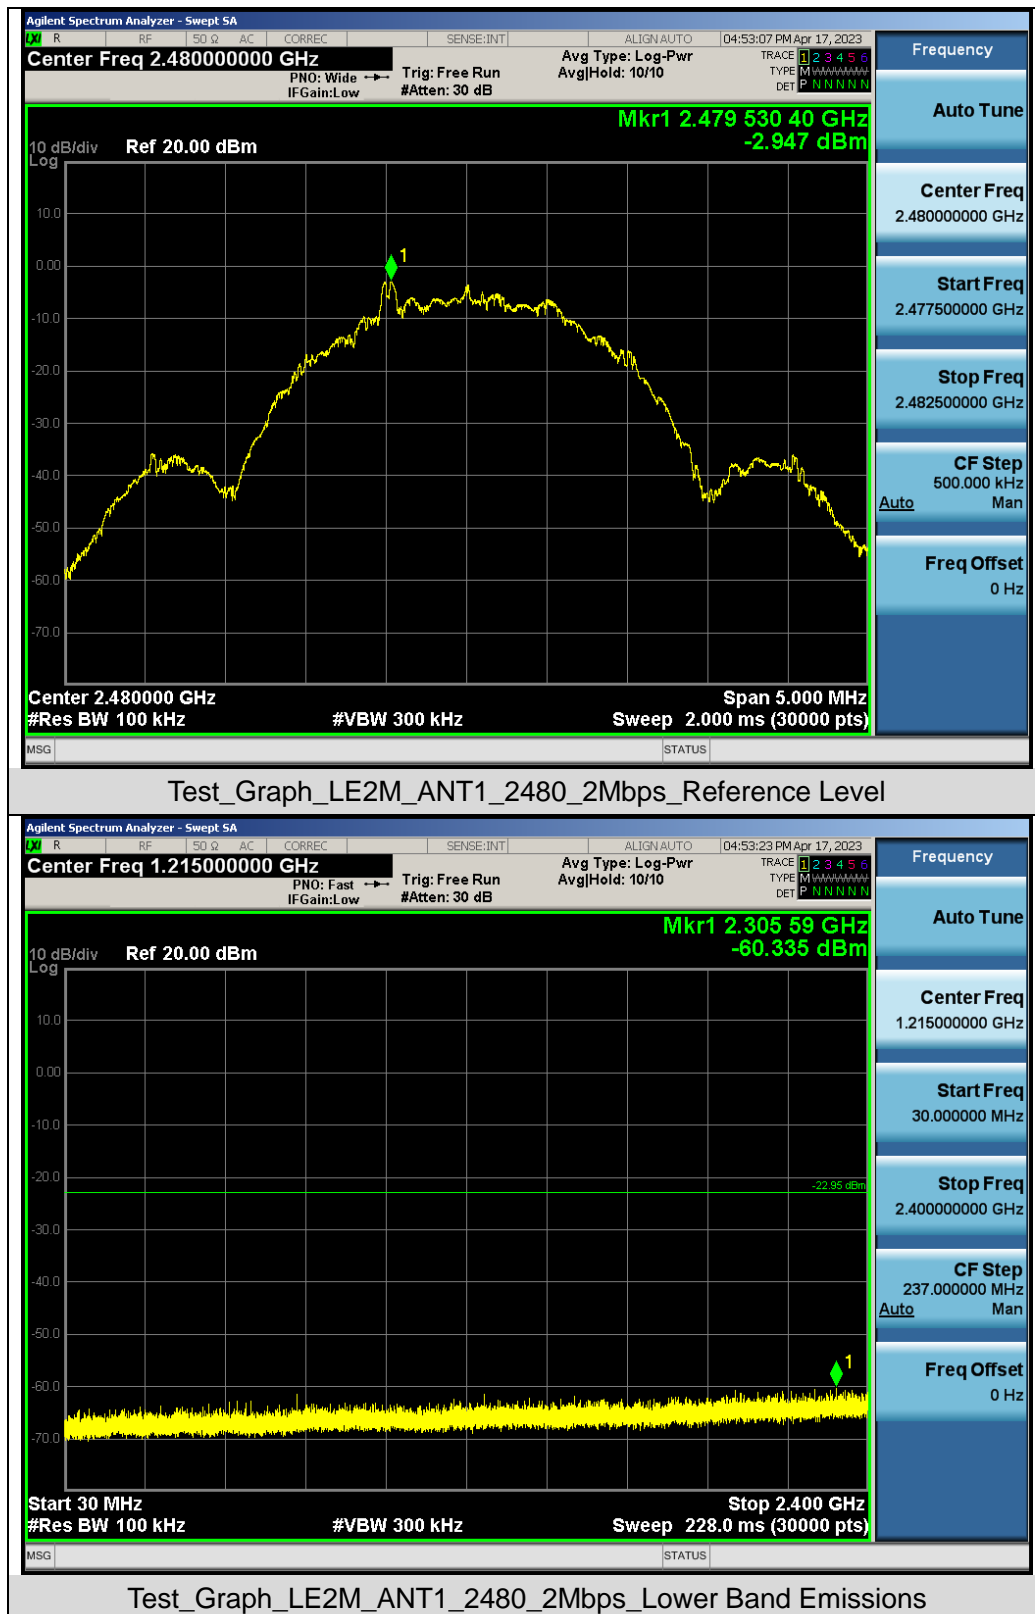 Agilent Spectrum Analyzer - Swept SA
LXI R RF 50 Ω AC CORREC SENSE:INT ALIGN AUTO 04:53:07 PM Apr 17, 2023
Center Freq 2.480000000 GHz
PNO: Wide
IFGain:Low
Trig: Free Run
#Atten: 30 dB
Avg Type: Log-Pwr
Avg|Hold: 10/10
TRACE 1 2 3 4 5 6
TYPE M WWWWW
DET P N N N N N
Mkr1 2.479 530 40 GHz
-2.947 dBm
10 dB/div Ref 20.00 dBm
Log
10.0
0.00
-10.0
-20.0
-30.0
-40.0
-50.0
-60.0
-70.0
1
Center 2.480000 GHz Span 5.000 MHz
#Res BW 100 kHz #VBW 300 kHz Sweep 2.000 ms (30000 pts)
MSG STATUS
Frequency
Auto Tune
Center Freq
2.480000000 GHz
Start Freq
2.477500000 GHz
Stop Freq
2.482500000 GHz
CF Step
500.000 kHz
Auto Man
Freq Offset
0 Hz
Test_Graph_LE2M_ANT1_2480_2Mbps_Reference Level
Agilent Spectrum Analyzer - Swept SA
LXI R RF 50 Ω AC CORREC SENSE:INT ALIGN AUTO 04:53:23 PM Apr 17, 2023
Center Freq 1.215000000 GHz
PNO: Fast
IFGain:Low
Trig: Free Run
#Atten: 30 dB
Avg Type: Log-Pwr
Avg|Hold: 10/10
TRACE 1 2 3 4 5 6
TYPE M WWWWW
DET P N N N N N
Mkr1 2.305 59 GHz
-60.335 dBm
10 dB/div Ref 20.00 dBm
Log
10.0
0.00
-10.0
-20.0
-22.95 dBm
-30.0
-40.0
-50.0
-60.0
-70.0
1
Start 30 MHz Stop 2.400 GHz
#Res BW 100 kHz #VBW 300 kHz Sweep 228.0 ms (30000 pts)
MSG STATUS
Frequency
Auto Tune
Center Freq
1.215000000 GHz
Start Freq
30.000000 MHz
Stop Freq
2.400000000 GHz
CF Step
237.000000 MHz
Auto Man
Freq Offset
0 Hz
Test_Graph_LE2M_ANT1_2480_2Mbps_Lower Band Emissions